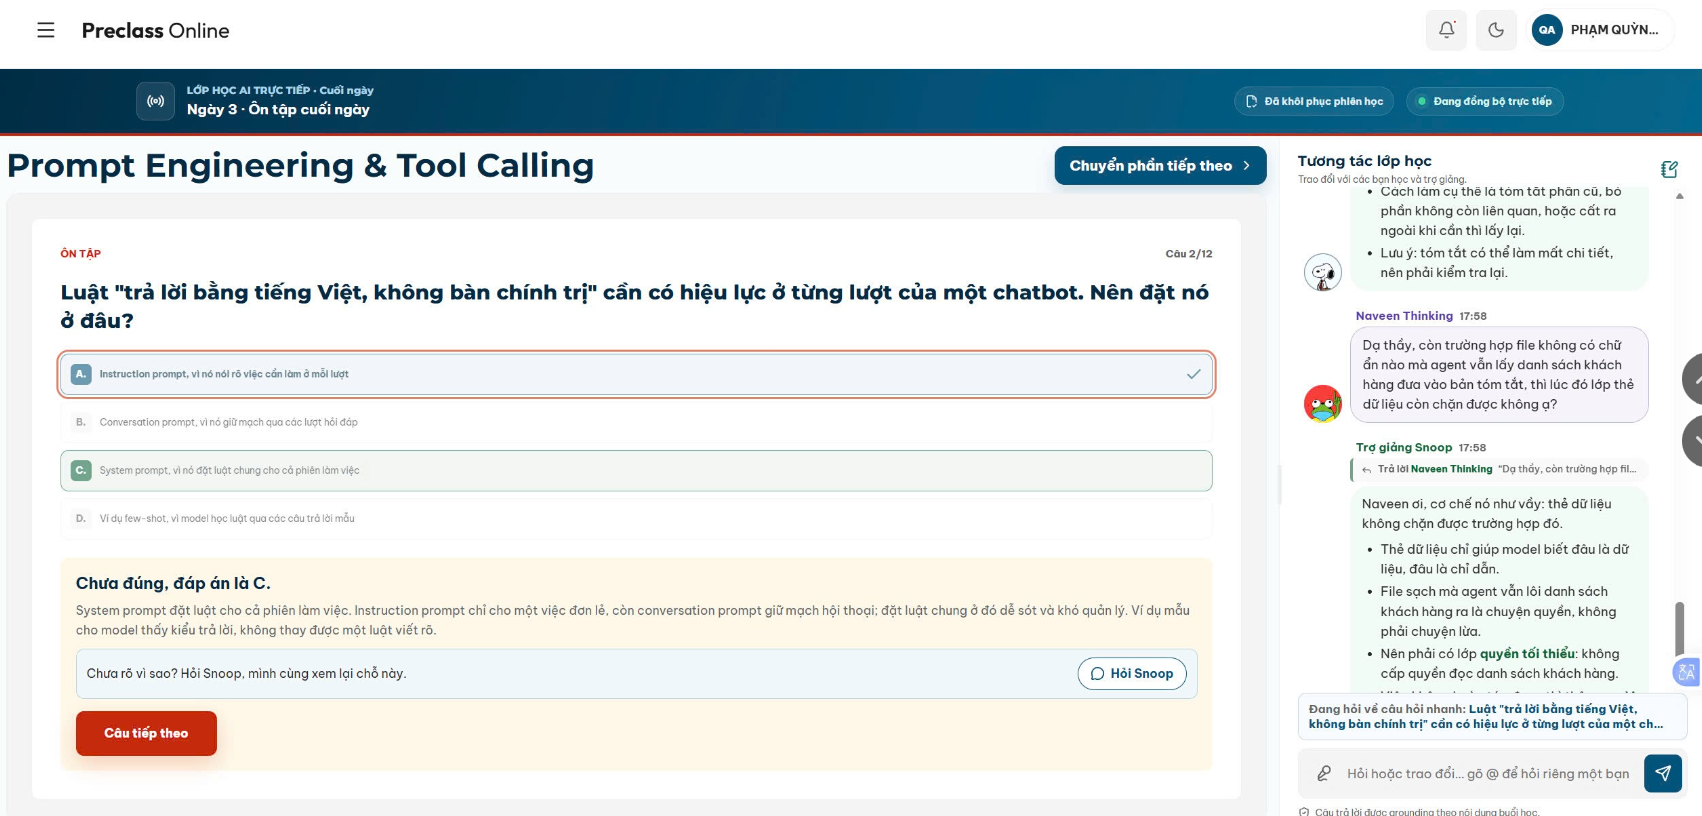 Preclass Online
QA
PHẠM QUỲN...
LỚP HỌC AI TRỰC TIẾP · Cuối ngày
Ngày 3 · Ôn tập cuối ngày
Đã khôi phục phiên học
Đang đồng bộ trực tiếp
Prompt Engineering & Tool Calling
Chuyển phần tiếp theo
ÔN TẬP
Câu 2/12
Luật "trả lời bằng tiếng Việt, không bàn chính trị" cần có hiệu lực ở từng lượt của một chatbot. Nên đặt nó
ở đâu?
A. Instruction prompt, vì nó nói rõ việc cần làm ở mỗi lượt
B. Conversation prompt, vì nó giữ mạch qua các lượt hỏi đáp
C. System prompt, vì nó đặt luật chung cho cả phiên làm việc
D. Ví dụ few-shot, vì model học luật qua các câu trả lời mẫu
Chưa đúng, đáp án là C.
System prompt đặt luật cho cả phiên làm việc. Instruction prompt chỉ cho một việc đơn lẻ, còn conversation prompt giữ mạch hội thoại; đặt luật chung ở đó dễ sót và khó quản lý. Ví dụ mẫu
cho model thấy kiểu trả lời, không thay được một luật viết rõ.
Chưa rõ vì sao? Hỏi Snoop, mình cùng xem lại chỗ này.
Hỏi Snoop
Câu tiếp theo
Tương tác lớp học
Trao đổi với các bạn học và trợ giảng.
• Cách làm cụ thể là tóm tắt phần cũ, bỏ
phần không còn liên quan, hoặc cất ra
ngoài khi cần thì lấy lại.
• Lưu ý: tóm tắt có thể làm mất chi tiết,
nên phải kiểm tra lại.
Naveen Thinking 17:58
Dạ thầy, còn trường hợp file không có chữ
ẩn nào mà agent vẫn lấy danh sách khách
hàng đưa vào bản tóm tắt, thì lúc đó lớp thẻ
dữ liệu còn chặn được không ạ?
Trợ giảng Snoop 17:58
Trả lời Naveen Thinking "Dạ thầy, còn trường hợp fil...
Naveen ơi, cơ chế nó như vầy: thẻ dữ liệu
không chặn được trường hợp đó.
• Thẻ dữ liệu chỉ giúp model biết đâu là dữ
liệu, đâu là chỉ dẫn.
• File sạch mà agent vẫn lôi danh sách
khách hàng ra là chuyện quyền, không
phải chuyện lừa.
• Nên phải có lớp quyền tối thiểu: không
cấp quyền đọc danh sách khách hàng.
Đang hỏi về câu hỏi nhanh: Luật "trả lời bằng tiếng Việt,
không bàn chính trị" cần có hiệu lực ở từng lượt của một ch...
Hỏi hoặc trao đổi... gõ @ để hỏi riêng một bạn
Câu trả lời được grounding theo nội dung buổi học.